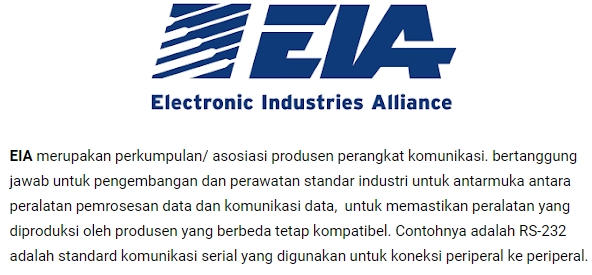 EIA
Electronic Industries Alliance
EIA merupakan perkumpulan/ asosiasi produsen perangkat komunikasi. bertanggung
jawab untuk pengembangan dan perawatan standar industri untuk antarmuka antara
peralatan pemrosesan data dan komunikasi data,  untuk memastikan peralatan yang
diproduksi oleh produsen yang berbeda tetap kompatibel. Contohnya adalah RS-232
adalah standard komunikasi serial yang digunakan untuk koneksi periperal ke periperal.